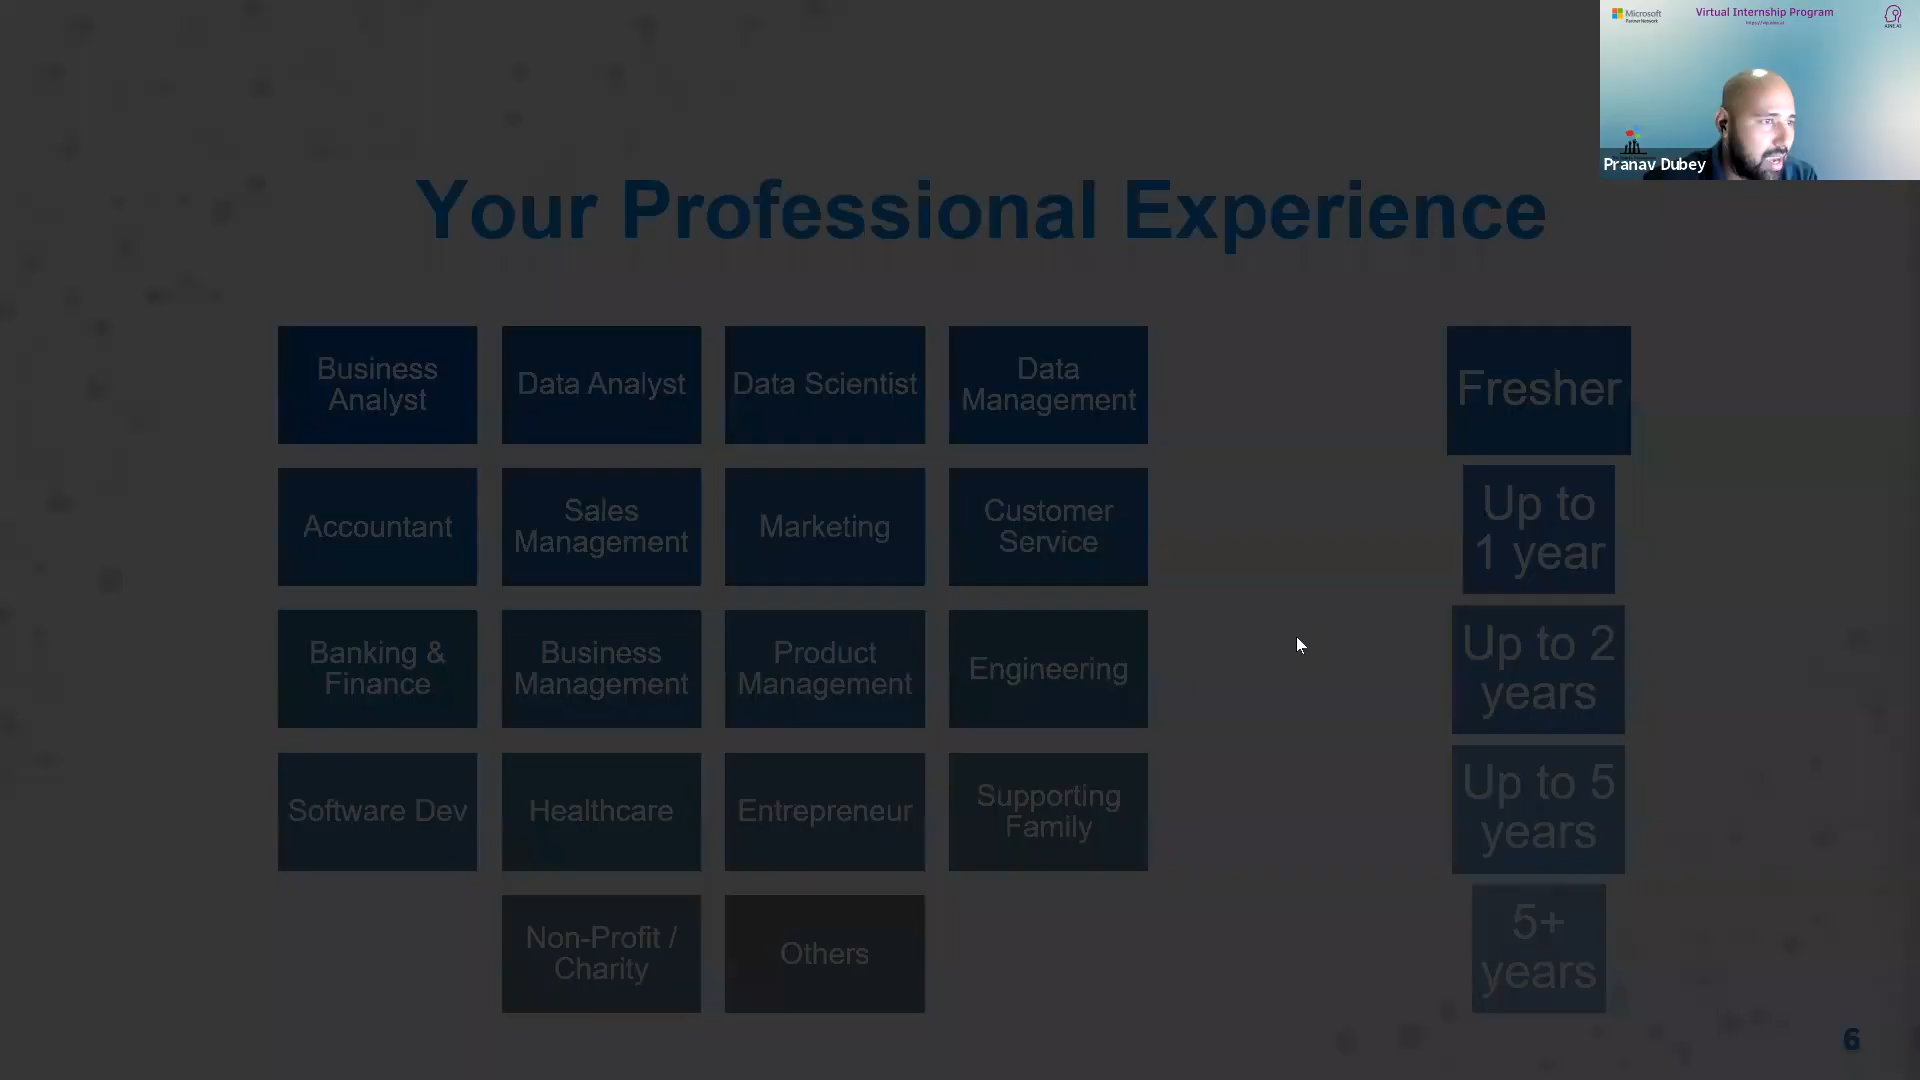 Microsoft
Partner Network
Virtual Internship Program
Pranav Dubey
Your Professional Experience
Business
Analyst
Data Analyst
Data Scientist
Data
Management
Fresher
Accountant
Sales
Management
Marketing
Customer
Service
Up to
1 year
Banking &
Finance
Business
Management
Product
Management
Engineering
Up to 2
years
Software Dev
Healthcare
Entrepreneur
Supporting
Family
Up to 5
years
Non-Profit /
Charity
Others
5+
years
6